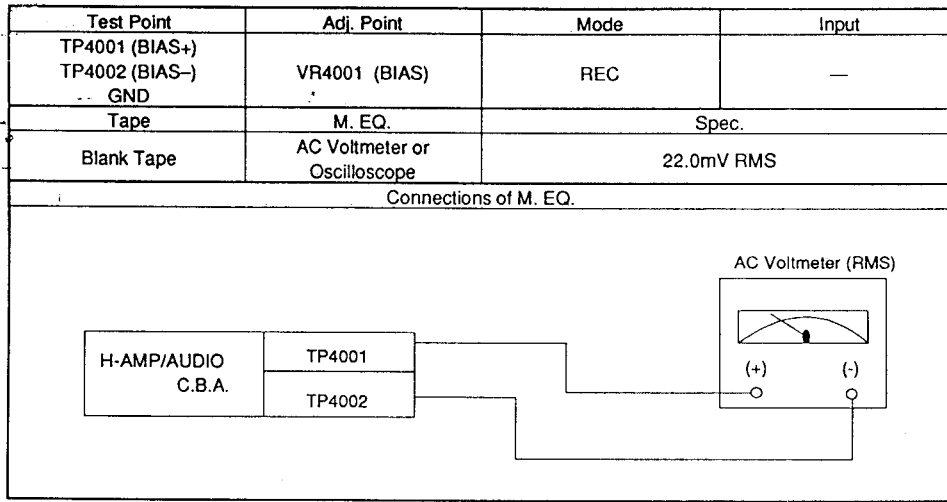 Test Point Adj. Point Mode Input
TP4001 (BIAS+)
TP4002 (BIAS–) VR4001 (BIAS) REC —
GND
Tape M. EQ. Spec.
Blank Tape AC Voltmeter or 22.0mV RMS
Oscilloscope
Connections of M. EQ.
AC Voltmeter (RMS)
H-AMP/AUDIO TP4001
C.B.A. TP4002
(+) (-)